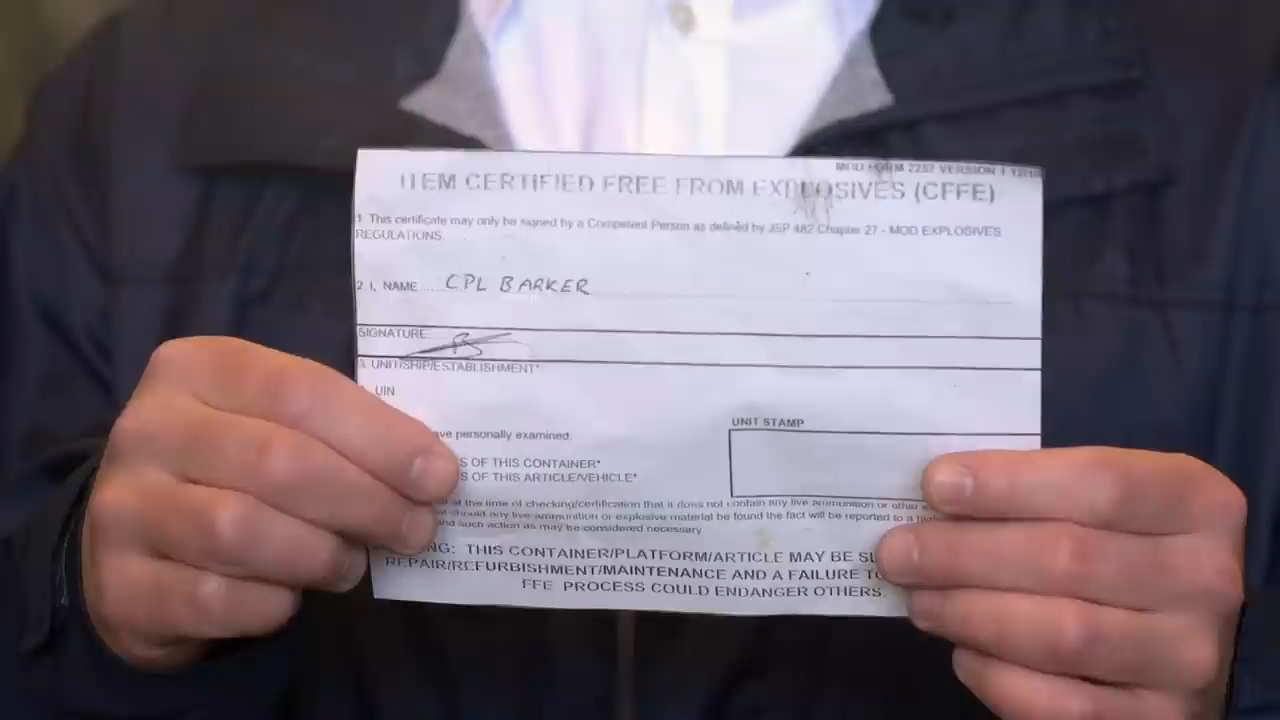 MOD FORM 2257 VERSION 1
ITEM CERTIFIED FREE FROM EXPLOSIVES (CFFE)
1 This certificate may only be signed by a Competent Person as defined by JSP 482 Chapter 27 - MOD EXPLOSIVES
REGULATIONS.
2 I, NAME CPL BARKER
SIGNATURE
3. UNIT/SHIP/ESTABLISHMENT*
UIN
UNIT STAMP
personally examined:
S OF THIS CONTAINER*
S OF THIS ARTICLE/VEHICLE*
at the time of checking/certification that it does not contain any live ammunition or other
should any live ammunition or explosive material be found the fact will be reported to a
and such action as may be considered necessary
THIS CONTAINER/PLATFORM/ARTICLE MAY BE
REPAIR/REFURBISHMENT/MAINTENANCE AND A FAILURE TO
FFE PROCESS COULD ENDANGER OTHERS.